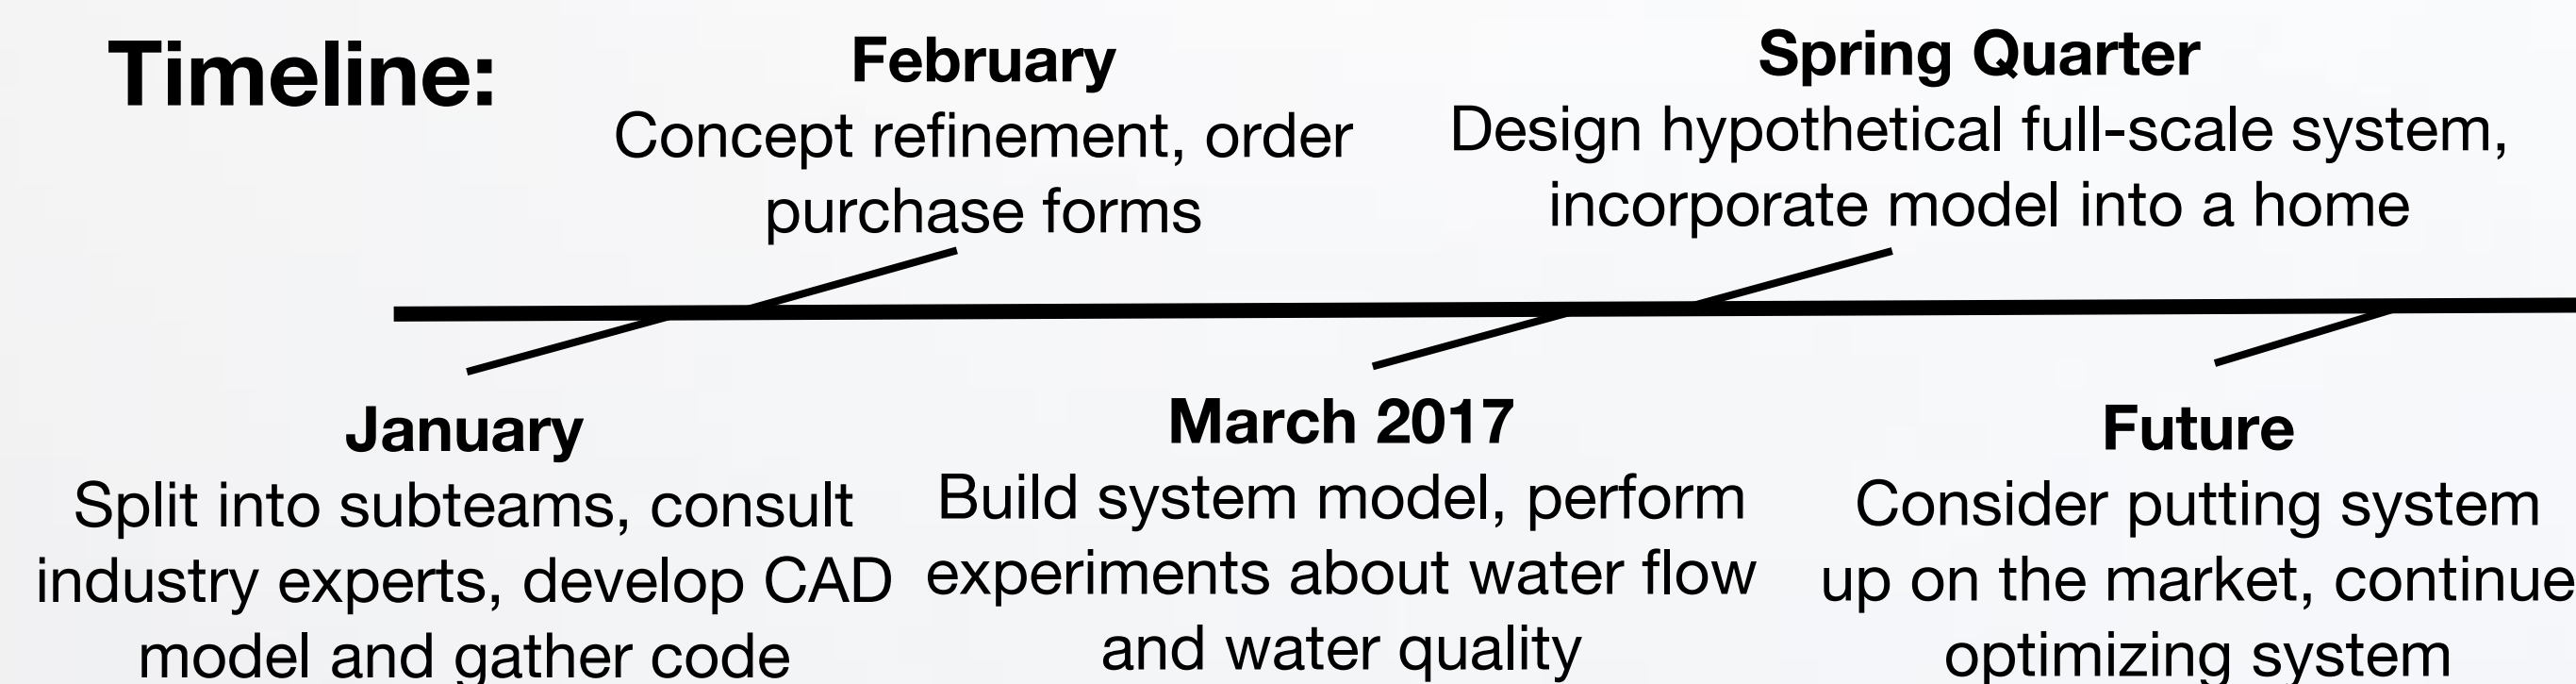 Timeline:
February
Concept refinement, order
purchase forms
Spring Quarter
Design hypothetical full-scale system,
incorporate model into a home
January
Split into subteams, consult
industry experts, develop CAD
model and gather code
March 2017
Build system model, perform
experiments about water flow
and water quality
Future
Consider putting system
up on the market, continue
optimizing system